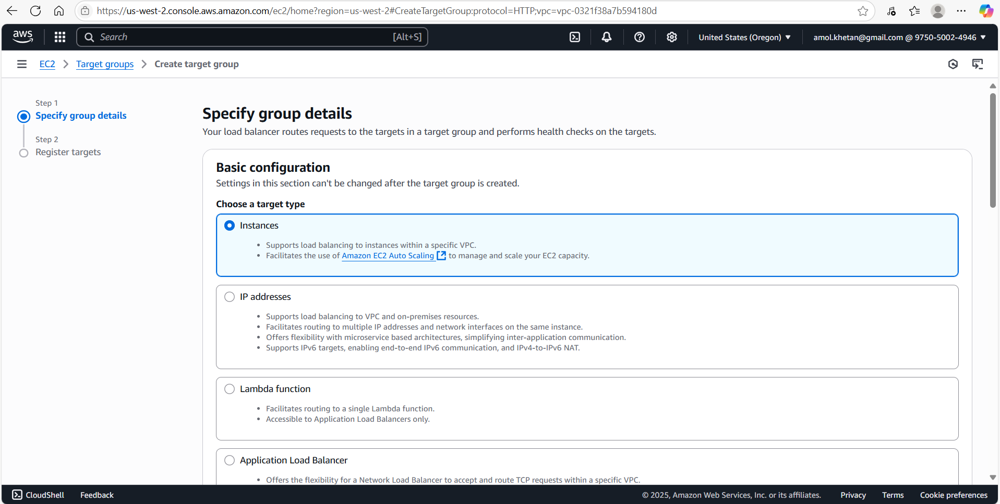 https://us-west-2.console.aws.amazon.com/ec2/home?region=us-west-2#CreateTargetGroup:protocol=HTTP;vpc=vpc-0321f38a7b594180d
aws
Search [Alt+S]
United States (Oregon)
amol.khetan@gmail.com @ 9750-5002-4946
EC2 > Target groups > Create target group
Step 1
Specify group details
Step 2
Register targets
Specify group details
Your load balancer routes requests to the targets in a target group and performs health checks on the targets.
Basic configuration
Settings in this section can't be changed after the target group is created.
Choose a target type
Instances
• Supports load balancing to instances within a specific VPC.
• Facilitates the use of Amazon EC2 Auto Scaling to manage and scale your EC2 capacity.
IP addresses
• Supports load balancing to VPC and on-premises resources.
• Facilitates routing to multiple IP addresses and network interfaces on the same instance.
• Offers flexibility with microservice based architectures, simplifying inter-application communication.
• Supports IPv6 targets, enabling end-to-end IPv6 communication, and IPv4-to-IPv6 NAT.
Lambda function
• Facilitates routing to a single Lambda function.
• Accessible to Application Load Balancers only.
Application Load Balancer
• Offers the flexibility for a Network Load Balancer to accept and route TCP requests within a specific VPC.
CloudShell
Feedback
© 2025, Amazon Web Services, Inc. or its affiliates.
Privacy
Terms
Cookie preferences